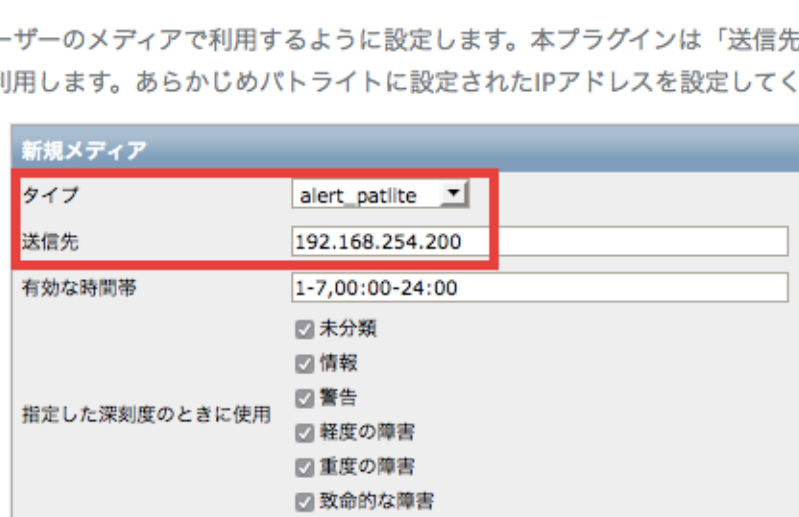 ーザーのメディアで利用するように設定します。本プラグインは「送信先
利用します。あらかじめパトライトに設定されたIPアドレスを設定してく
新規メディア
タイプ alert_patlite
送信先 192.168.254.200
有効な時間帯 1-7,00:00-24:00
指定した深刻度のときに使用
未分類
情報
警告
軽度の障害
重度の障害
致命的な障害